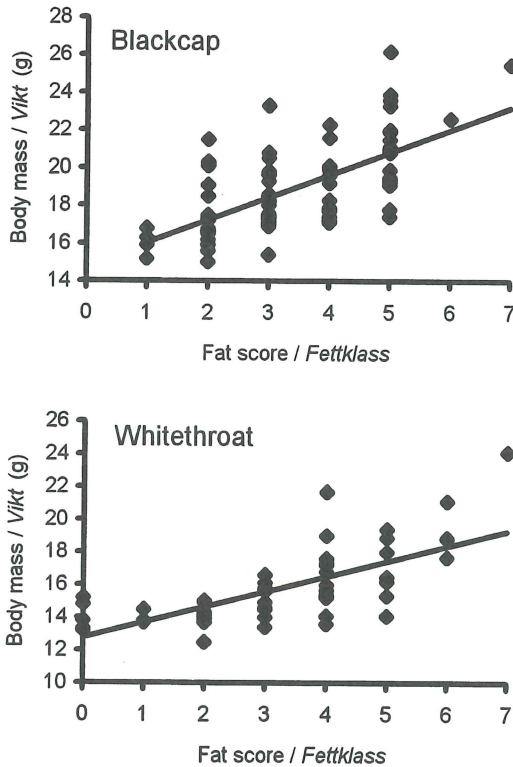 28
26
24
22
20
18
16
14
Body mass / Vikt (g)
Blackcap
0 1 2 3 4 5 6 7
Fat score / Fettklass
26
24
22
20
18
16
14
12
10
Body mass / Vikt (g)
Whitethroat
0 1 2 3 4 5 6 7
Fat score / Fettklass